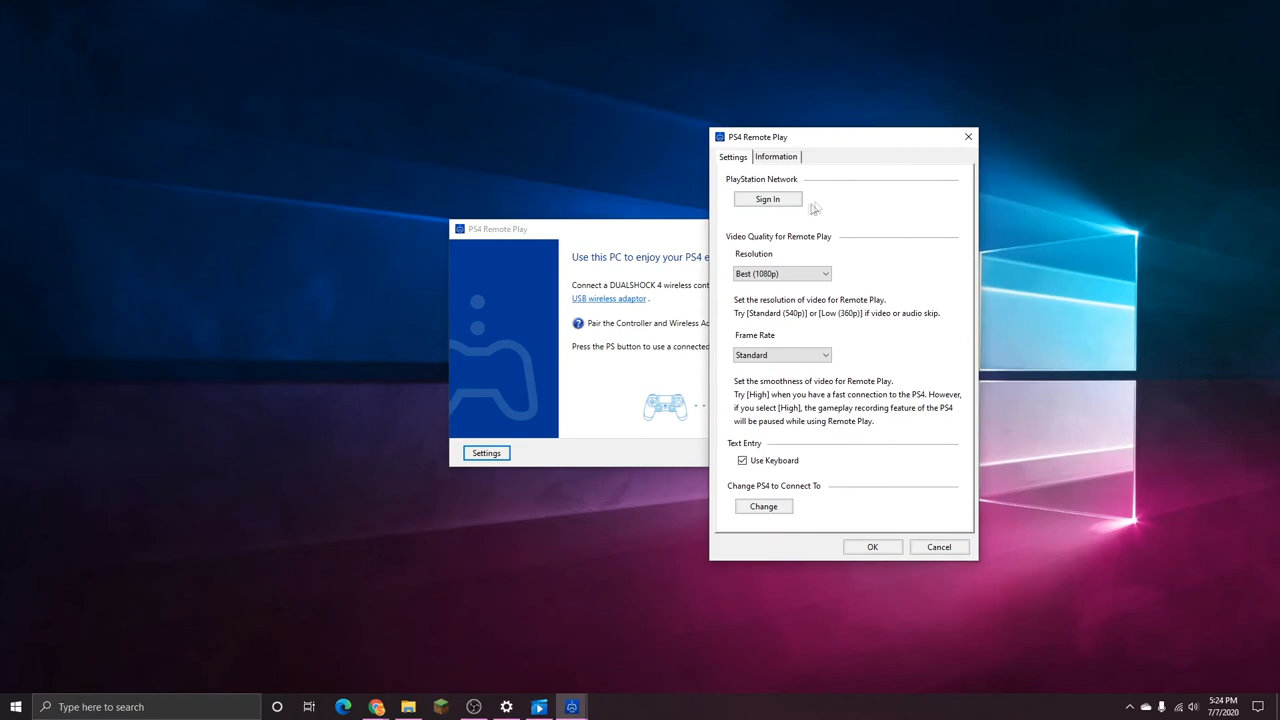 PS4 Remote Play
Settings
Information
PlayStation Network
Sign In
Video Quality for Remote Play
Resolution
Best (1080p)
Set the resolution of video for Remote Play.
Try [Standard (540p)] or [Low (360p)] if video or audio skip.
Frame Rate
Standard
Set the smoothness of video for Remote Play.
Try [High] when you have a fast connection to the PS4. However,
if you select [High], the gameplay recording feature of the PS4
will be paused while using Remote Play.
Text Entry
Use Keyboard
Change PS4 to Connect To
Change
OK
Cancel
PS4 Remote Play
Use this PC to enjoy your PS4 e
Connect a DUALSHOCK 4 wireless cont
USB wireless adaptor .
Pair the Controller and Wireless Ad
Press the PS button to use a connected
Settings
Type here to search
5:24 PM
7/7/2020